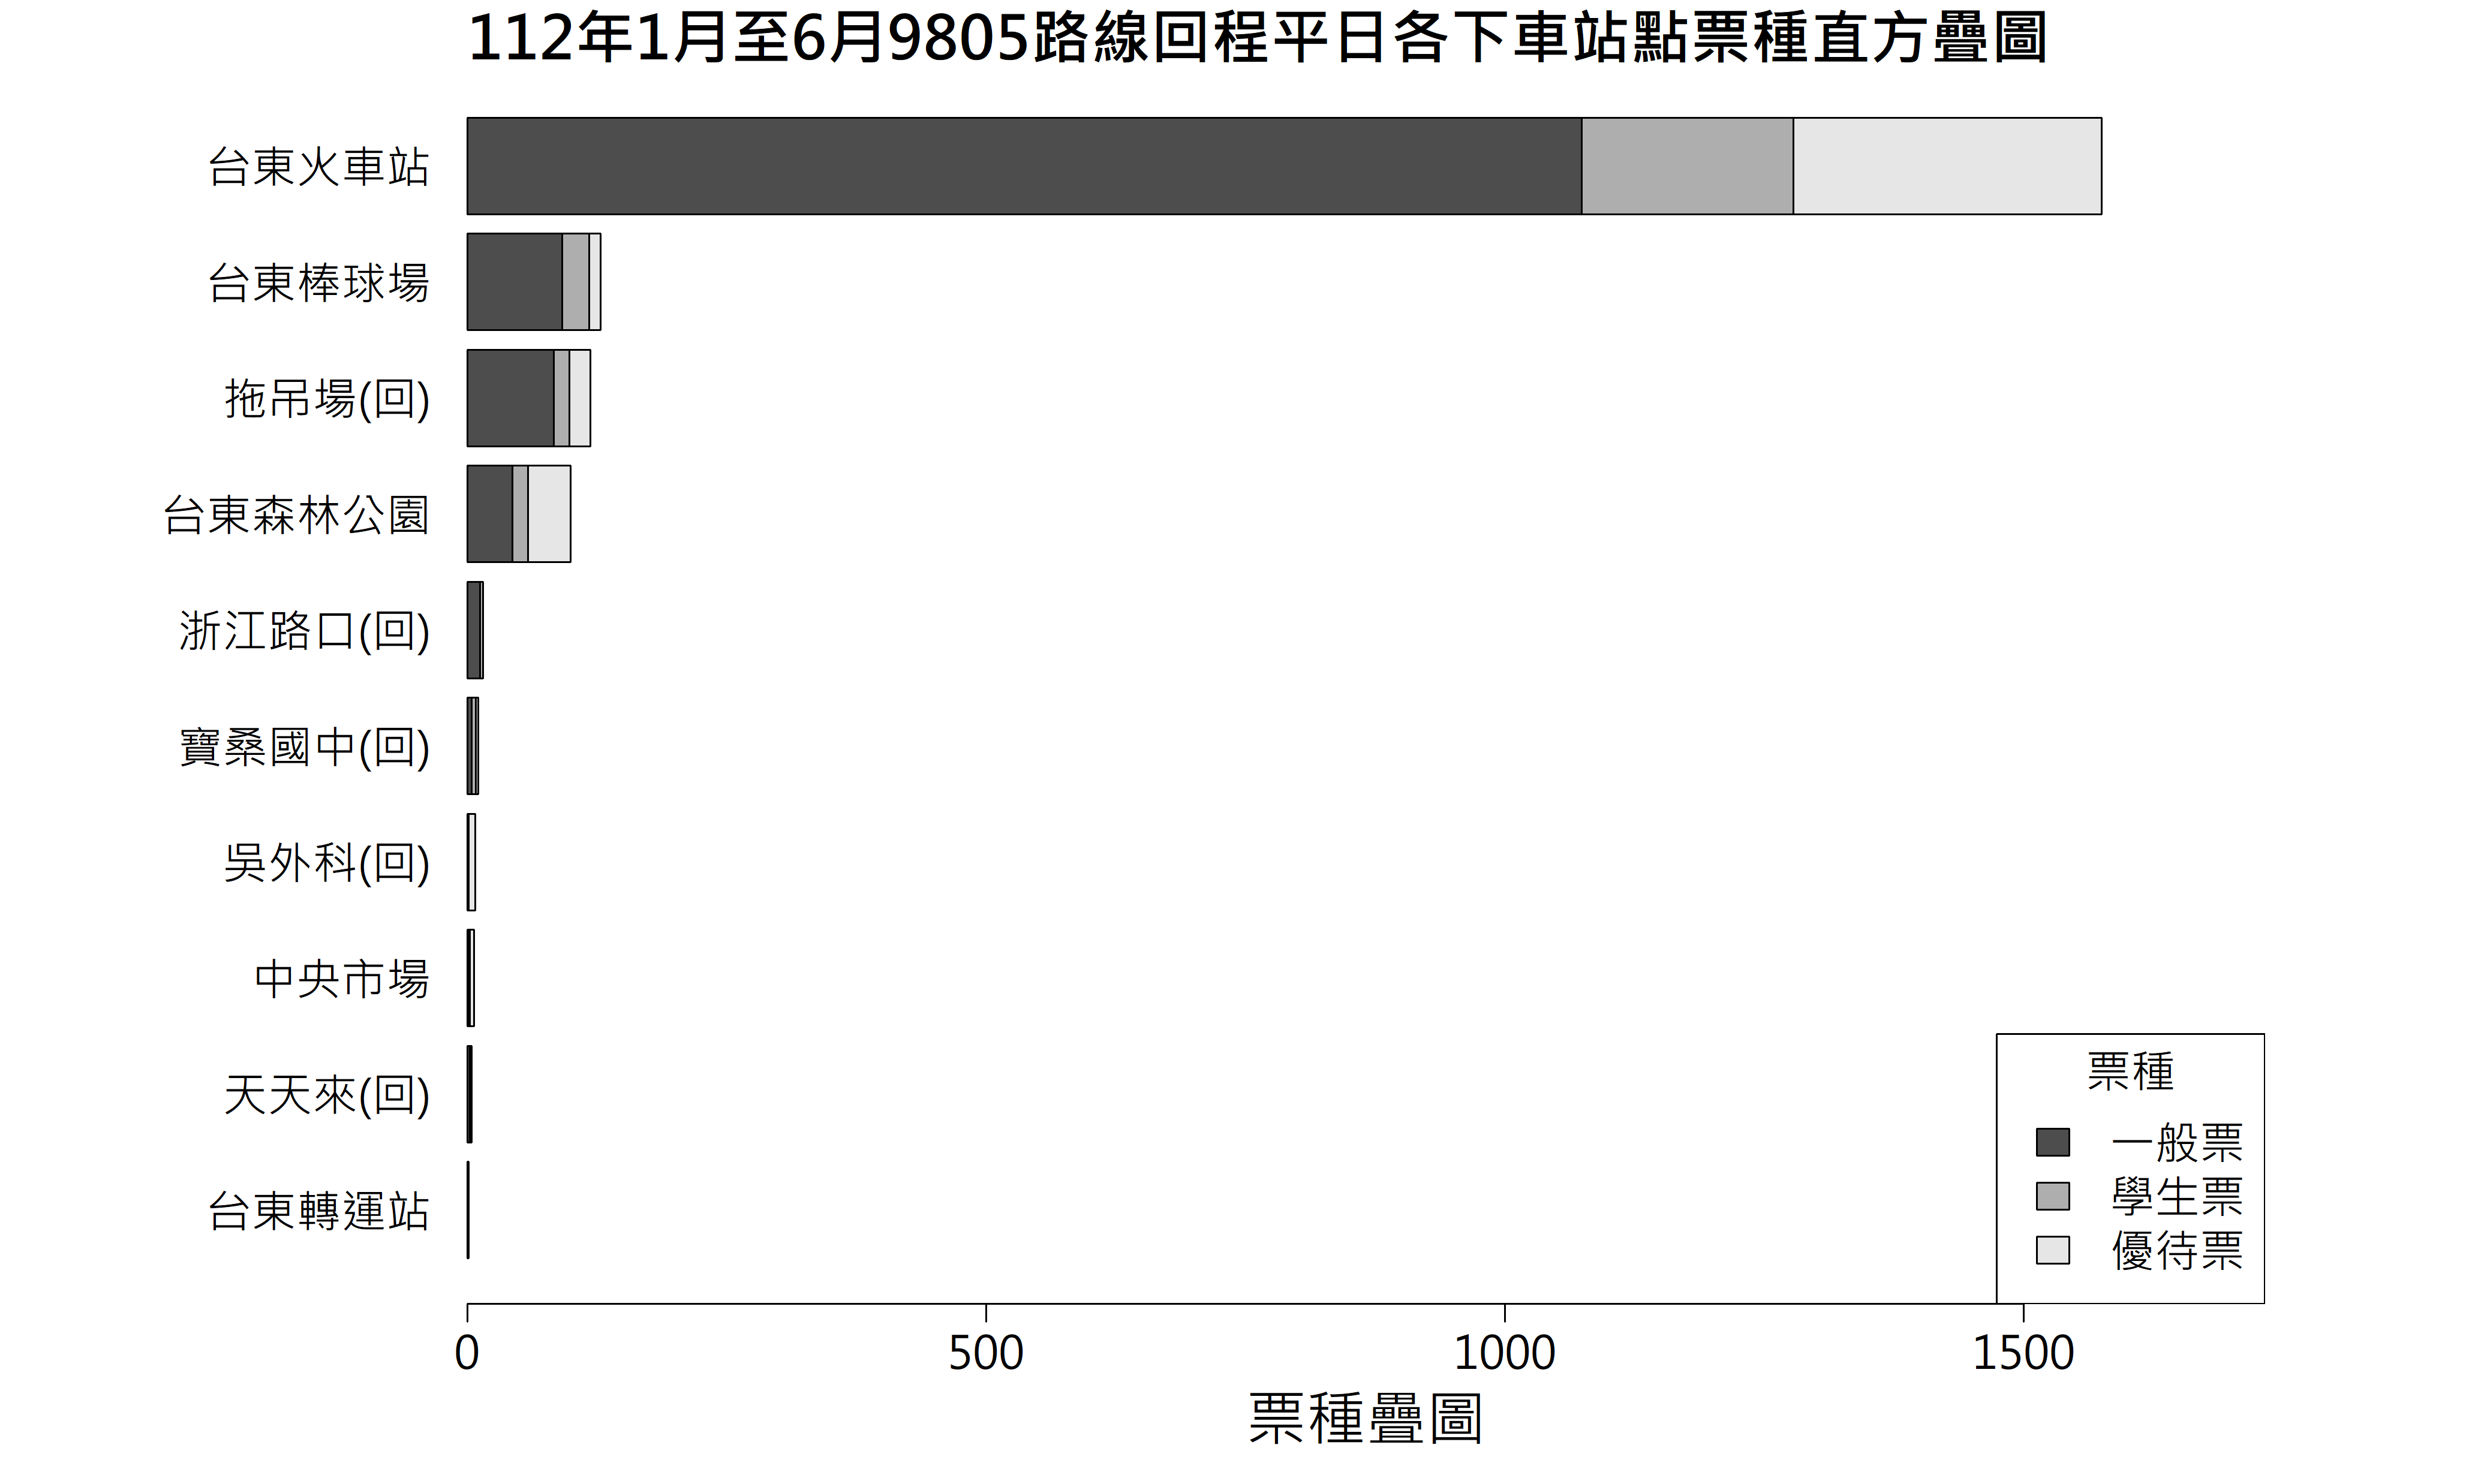 112年1月至6月9805路線回程平日各下車站點票種直方疊圖
台東火車站
台東棒球場
拖吊場(回)
台東森林公園
浙江路口(回)
寶桑國中(回)
吳外科(回)
中央市場
天天來(回)
台東轉運站
票種
一般票
學生票
優待票
0 500 1000 1500
票種疊圖